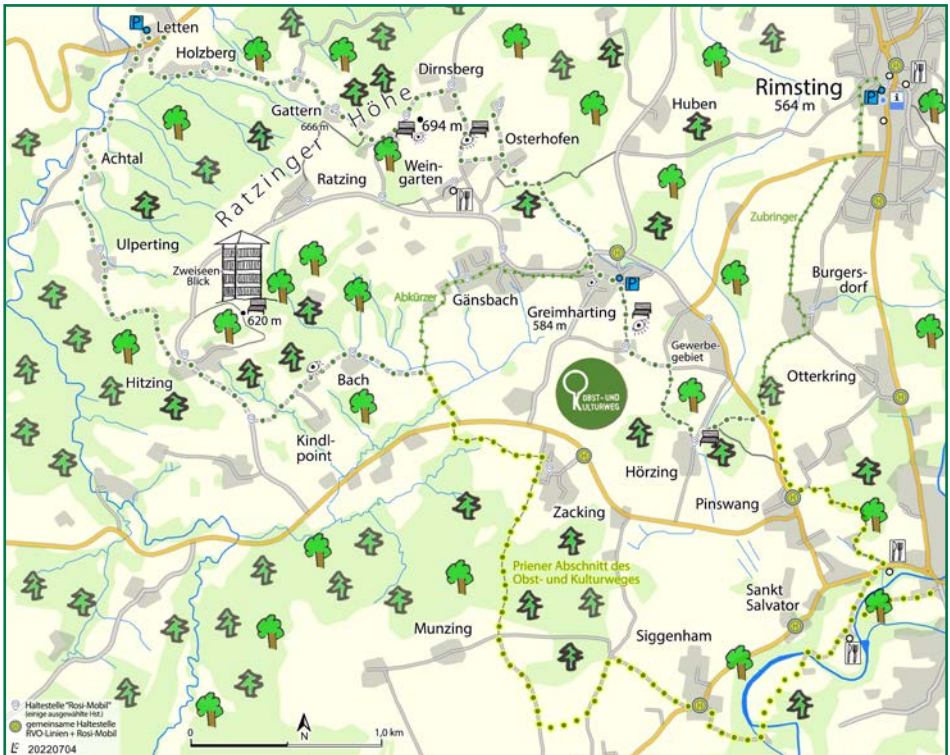 P
Letten
Holzberg
Dirnsberg
Rimsting
564 m
H
P
i
Gattern
666 m
694 m
Huben
Osterhofen
Achtal
Ratzinger Höhe
Wein-
garten
Ratzing
Ulperting
Zubringer
H
H
Zweiseen-
Blick
Abkürzer
Gänsbach
P
Burgers-
dorf
Greimharting
584 m
620 m
Gewerbe-
gebiet
Hitzing
Bach
OBST- UND
KULTURWEG
Otterkring
H
Kindl-
point
H
Hörzing
Pinswang
H
Zacking
Priener Abschnitt des
Obst- und Kulturweges
Sankt
Salvator
H
Munzing
Siggenham
H
Haltestelle "Rosi-Mobil"
(einige ausgewählte Hst.)
H
gemeinsame Haltestelle
RVO-Linien + Rosi-Mobil
20220704
0
1,0 km
N